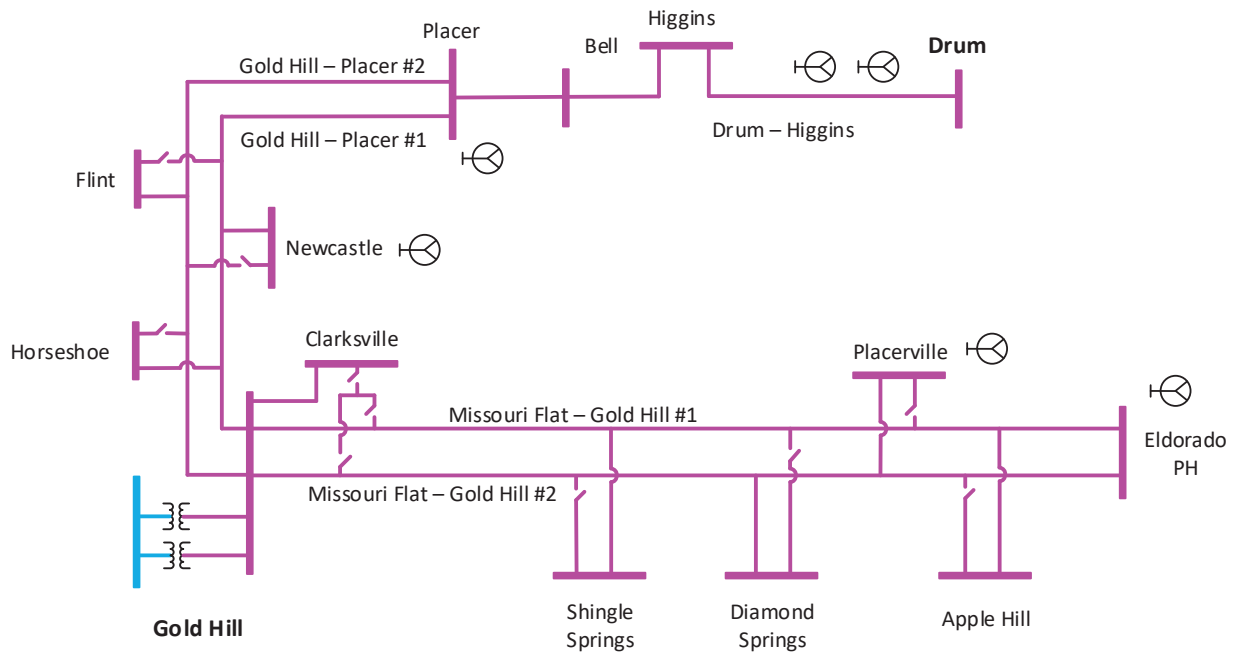 Higgins
Placer
Bell
Drum
Gold Hill – Placer #2
Gold Hill – Placer #1
Drum – Higgins
Flint
Newcastle
Horseshoe
Clarksville
Placerville
Missouri Flat – Gold Hill #1
Eldorado
PH
Missouri Flat – Gold Hill #2
Gold Hill
Shingle
Springs
Diamond
Springs
Apple Hill